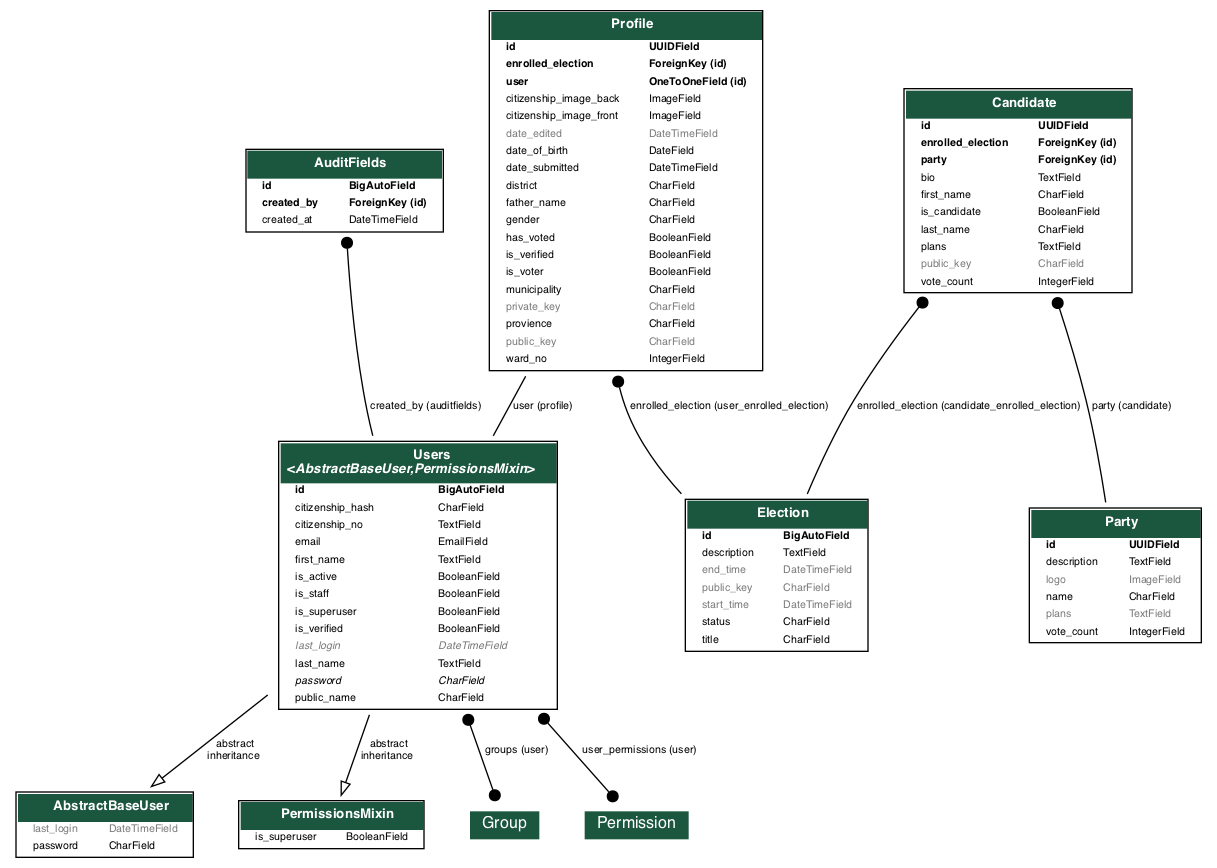 Profile
id UUIDField
enrolled_election ForeignKey (id)
user OneToOneField (id)
citizenship_image_back ImageField
citizenship_image_front ImageField
date_edited DateTimeField
date_of_birth DateField
date_submitted DateTimeField
district CharField
father_name CharField
gender CharField
has_voted BooleanField
is_verified BooleanField
is_voter BooleanField
municipality CharField
private_key CharField
provience CharField
public_key CharField
ward_no IntegerField
Candidate
id UUIDField
enrolled_election ForeignKey (id)
party ForeignKey (id)
bio TextField
first_name CharField
is_candidate BooleanField
last_name CharField
plans TextField
public_key CharField
vote_count IntegerField
AuditFields
id BigAutoField
created_by ForeignKey (id)
created_at DateTimeField
created_by (auditfields)
user (profile)
enrolled_election (user_enrolled_election)
enrolled_election (candidate_enrolled_election)
party (candidate)
Users
<AbstractBaseUser,PermissionsMixin>
id BigAutoField
citizenship_hash CharField
citizenship_no TextField
email EmailField
first_name TextField
is_active BooleanField
is_staff BooleanField
is_superuser BooleanField
is_verified BooleanField
last_login DateTimeField
last_name TextField
password CharField
public_name CharField
Election
id BigAutoField
description TextField
end_time DateTimeField
public_key CharField
start_time DateTimeField
status CharField
title CharField
Party
id UUIDField
description TextField
logo ImageField
name CharField
plans TextField
vote_count IntegerField
abstract
inheritance
abstract
inheritance
groups (user)
user_permissions (user)
AbstractBaseUser
last_login DateTimeField
password CharField
PermissionsMixin
is_superuser BooleanField
Group
Permission